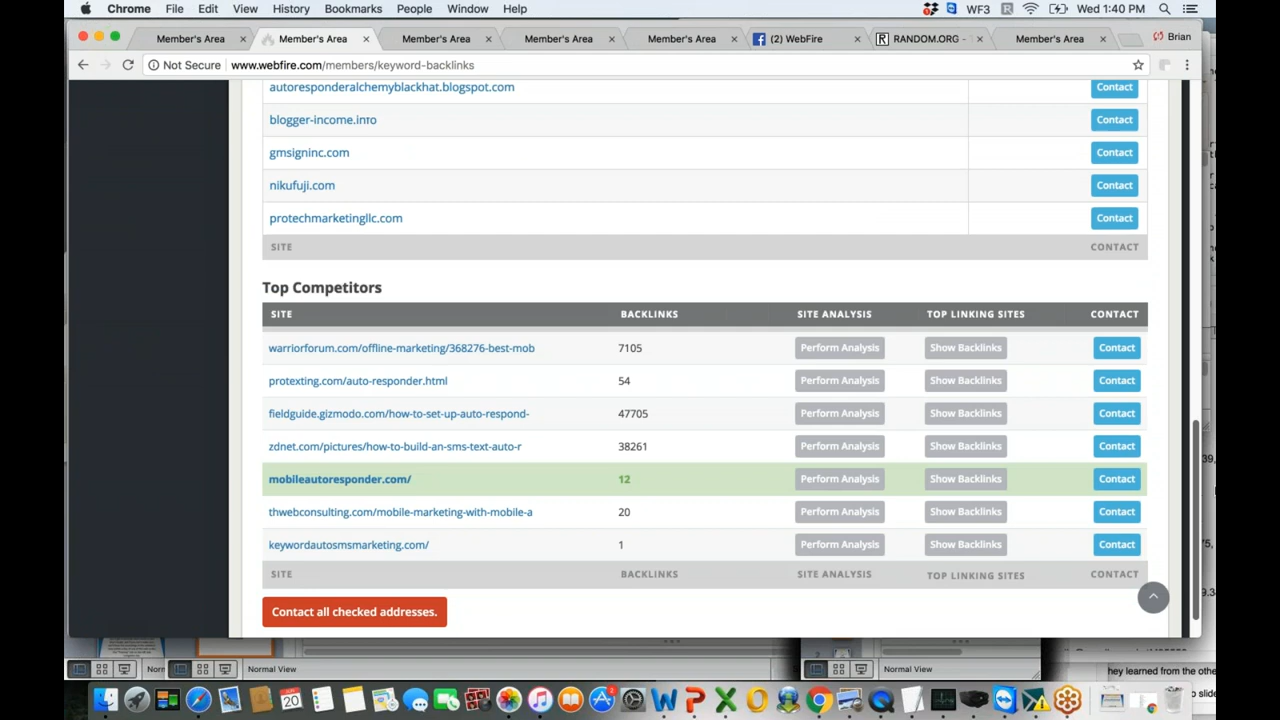 Chrome File Edit View History Bookmarks People Window Help WF3 Wed 1:40 PM
Member's Area Member's Area Member's Area Member's Area Member's Area (2) WebFire RANDOM.ORG - Member's Area Brian
Not Secure www.webfire.com/members/keyword-backlinks
autoresponderalchemyblackhat.blogspot.com Contact
blogger-income.info Contact
gmsigninc.com Contact
nikufuji.com Contact
protechmarketingllc.com Contact
SITE CONTACT
Top Competitors
SITE BACKLINKS SITE ANALYSIS TOP LINKING SITES CONTACT
warriorforum.com/offline-marketing/368276-best-mob 7105 Perform Analysis Show Backlinks Contact
protexting.com/auto-responder.html 54 Perform Analysis Show Backlinks Contact
fieldguide.gizmodo.com/how-to-set-up-auto-respond- 47705 Perform Analysis Show Backlinks Contact
zdnet.com/pictures/how-to-build-an-sms-text-auto-r 38261 Perform Analysis Show Backlinks Contact
mobileautoresponder.com/ 12 Perform Analysis Show Backlinks Contact
thwebconsulting.com/mobile-marketing-with-mobile-a 20 Perform Analysis Show Backlinks Contact
keywordautosmsmarketing.com/ 1 Perform Analysis Show Backlinks Contact
SITE BACKLINKS SITE ANALYSIS TOP LINKING SITES CONTACT
Contact all checked addresses.
Norn Normal View Normal View
they learned from the othe